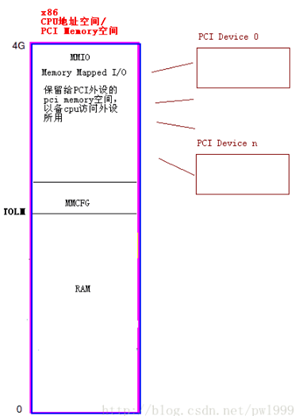 x86
CPU地址空间/
PCI Memory空间
4G
MMIO
Memory Mapped I/O
保留给PCI外设的
pci memory空间,
以备cpu访问外设
所用
PCI Device 0
PCI Device n
TOLM
MMCFG
RAM
0
http://blog.csdn.net/pwl999